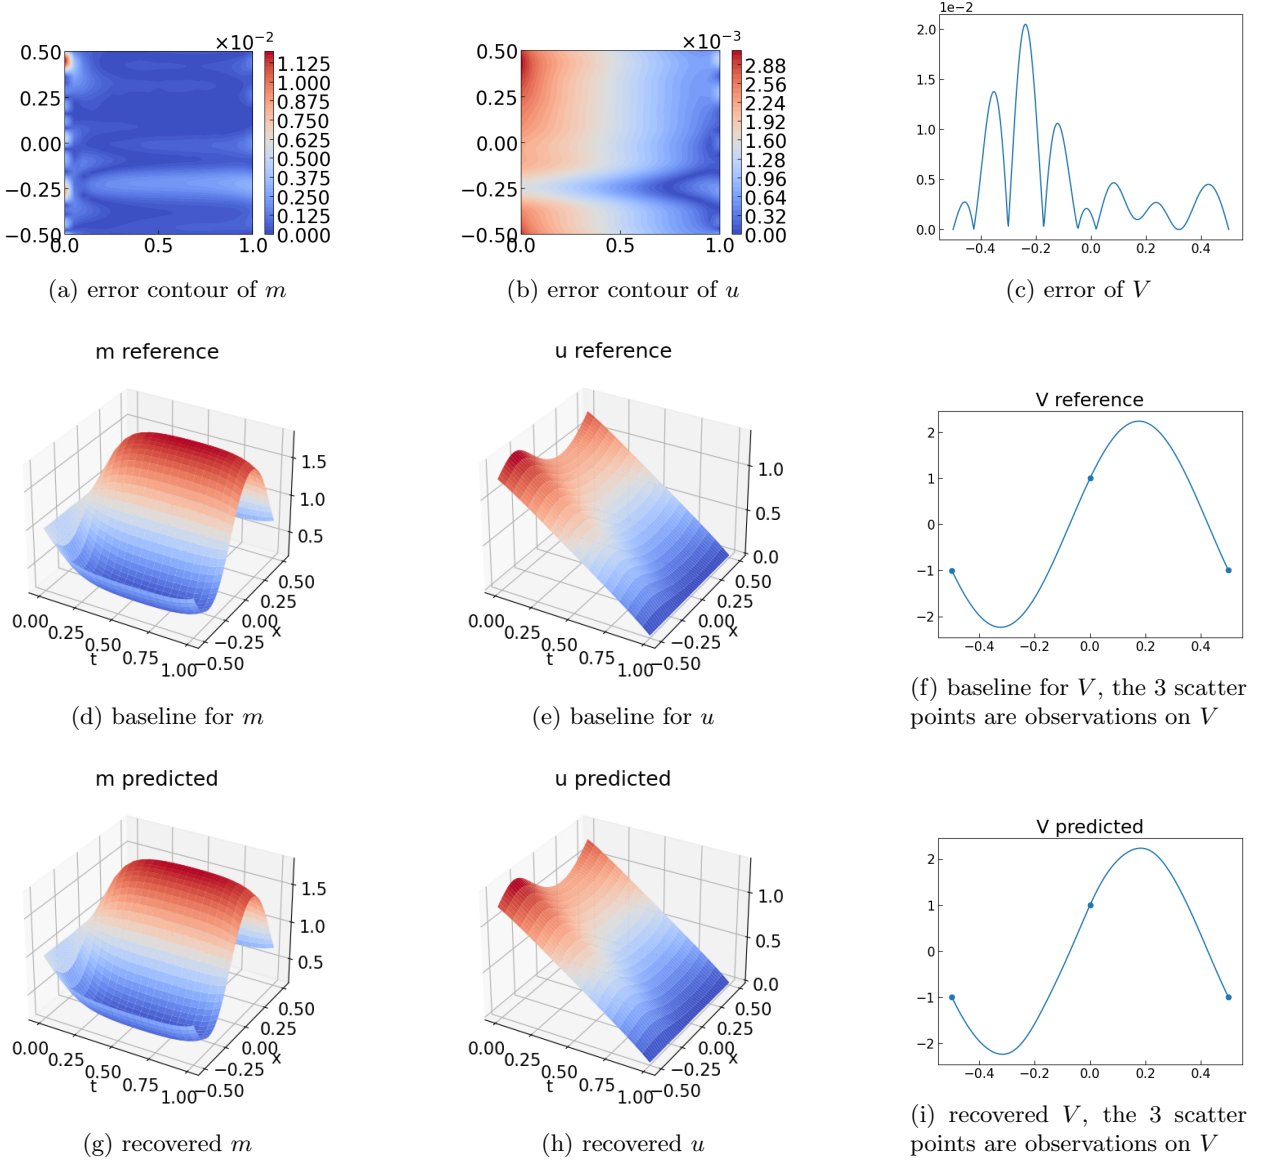 ×10⁻²
0.50
0.25
0.00
−0.25
−0.50
0.0 0.5 1.0
1.125
1.000
0.875
0.750
0.625
0.500
0.375
0.250
0.125
0.000
(a) error contour of m
×10⁻³
0.50
0.25
0.00
−0.25
−0.50
0.0 0.5 1.0
2.88
2.56
2.24
1.92
1.60
1.28
0.96
0.64
0.32
0.00
(b) error contour of u
1e−2
2.0
1.5
1.0
0.5
0.0
−0.4 −0.2 0.0 0.2 0.4
(c) error of V
m reference
1.5
1.0
0.5
0.00 0.25 0.50 0.75 1.00
t
−0.50 −0.25 0.00 0.25 0.50
x
(d) baseline for m
u reference
1.0
0.5
0.0
0.00 0.25 0.50 0.75 1.00
t
−0.50 −0.25 0.00 0.25 0.50
x
(e) baseline for u
V reference
2
1
0
−1
−2
−0.4 −0.2 0.0 0.2 0.4
(f) baseline for V, the 3 scatter
points are observations on V
m predicted
1.5
1.0
0.5
0.00 0.25 0.50 0.75 1.00
t
−0.50 −0.25 0.00 0.25 0.50
x
(g) recovered m
u predicted
1.0
0.5
0.0
0.00 0.25 0.50 0.75 1.00
t
−0.50 −0.25 0.00 0.25 0.50
x
(h) recovered u
V predicted
2
1
0
−1
−2
−0.4 −0.2 0.0 0.2 0.4
(i) recovered V, the 3 scatter
points are observations on V